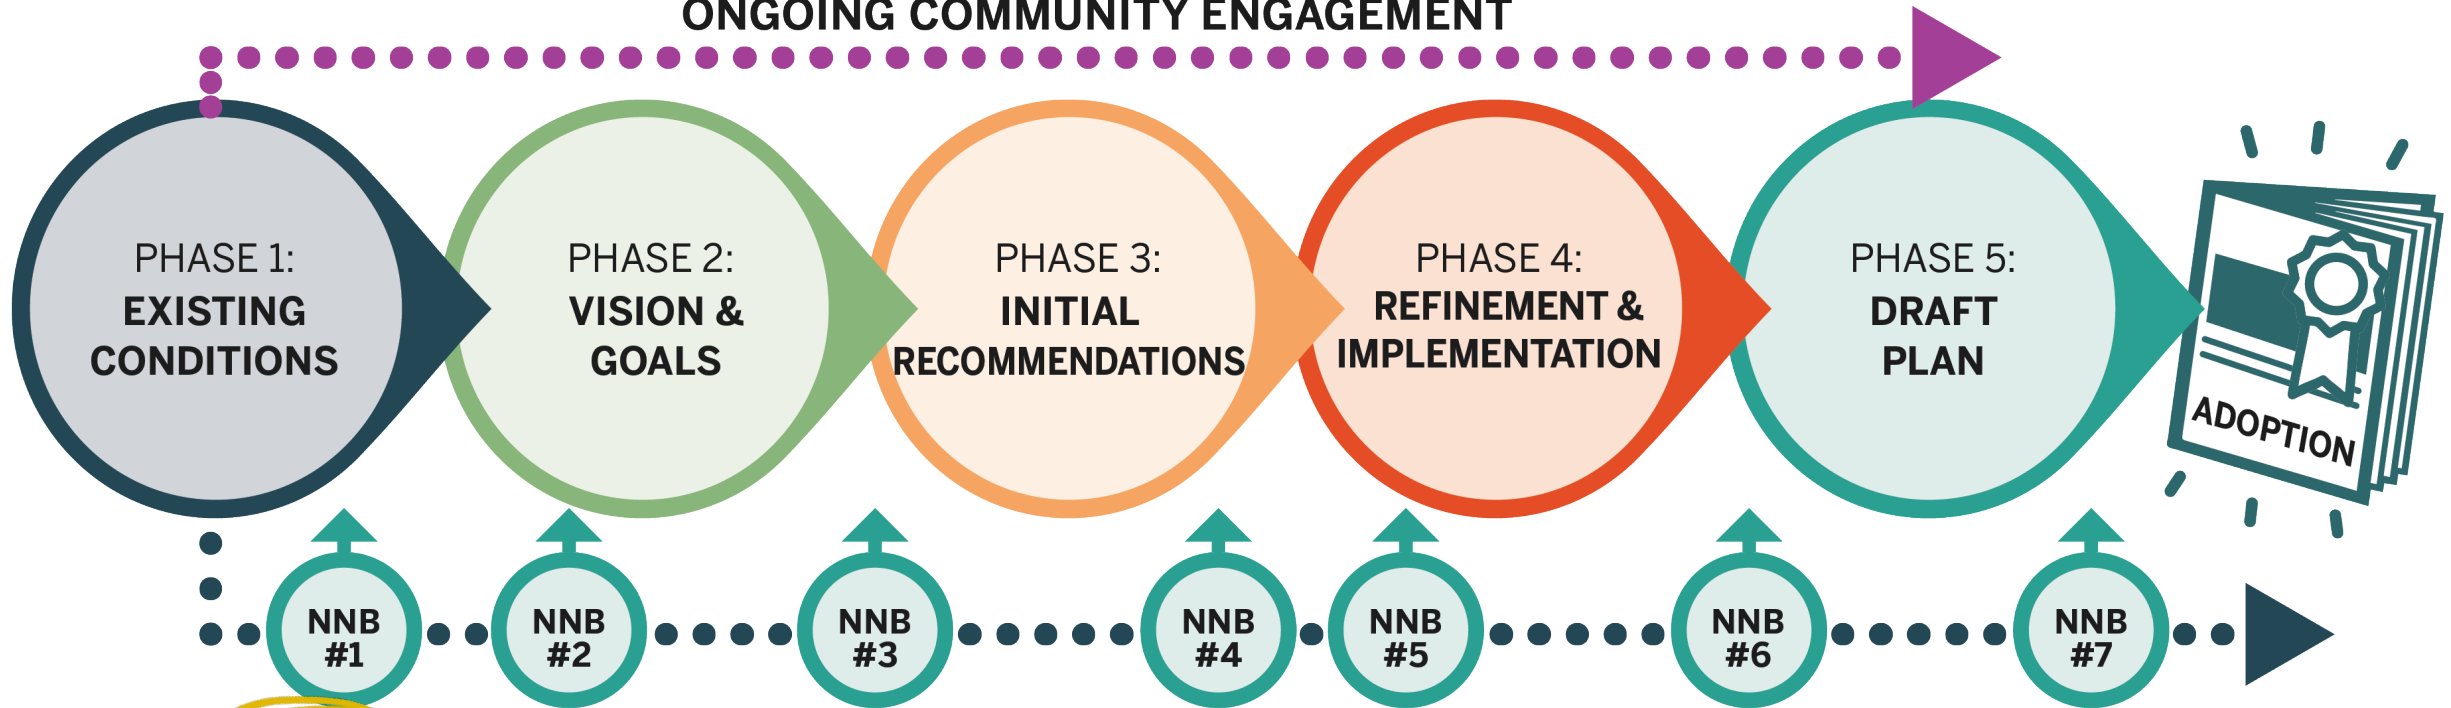 ONGOING COMMUNITY ENGAGEMENT
PHASE 1:
EXISTING
CONDITIONS
PHASE 2:
VISION &
GOALS
PHASE 3:
INITIAL
RECOMMENDATIONS
PHASE 4:
REFINEMENT &
IMPLEMENTATION
PHASE 5:
DRAFT
PLAN
ADOPTION
NNB
#1
NNB
#2
NNB
#3
NNB
#4
NNB
#5
NNB
#6
NNB
#7